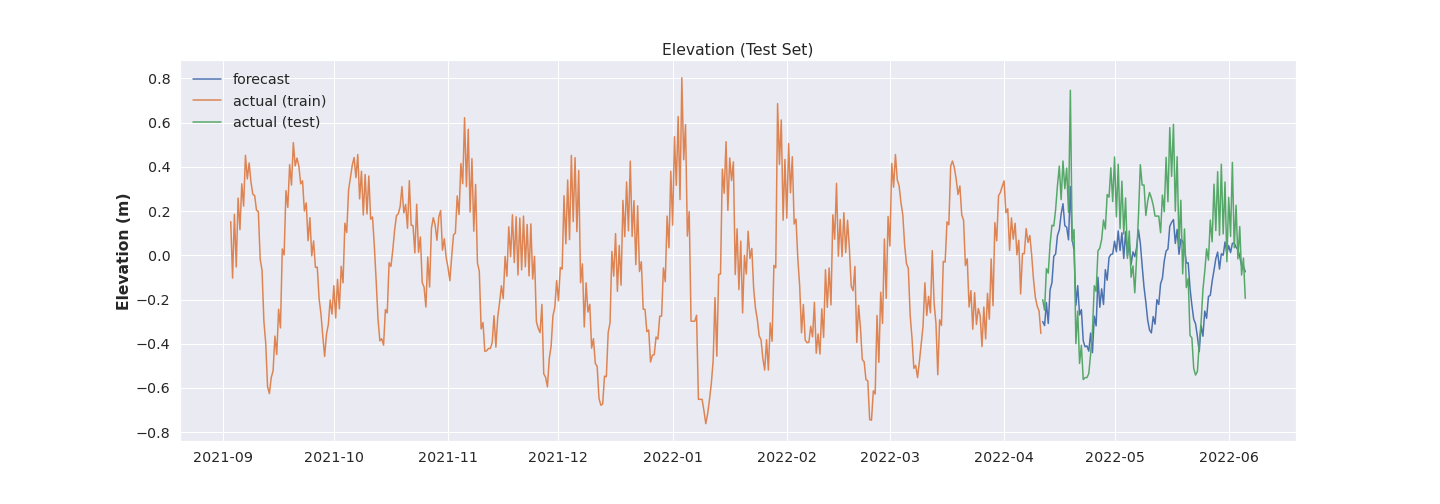 Elevation (Test Set)
forecast
actual (train)
actual (test)
Elevation (m)
0.8
0.6
0.4
0.2
0.0
−0.2
−0.4
−0.6
−0.8
2021-09 2021-10 2021-11 2021-12 2022-01 2022-02 2022-03 2022-04 2022-05 2022-06